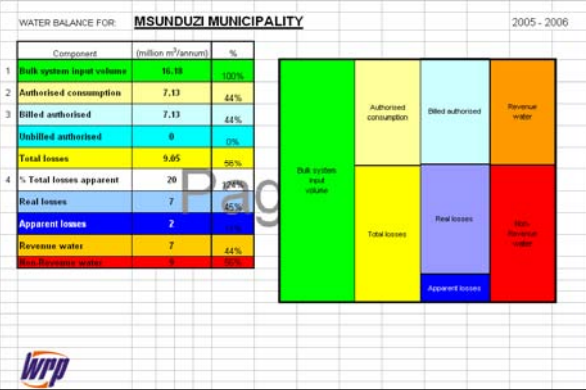 WATER BALANCE FOR: MSUNDUZI MUNICIPALITY 2005 - 2006
Component (million m³/annum) %
1 Bulk system input volume 16.18 100%
2 Authorised consumption 7.13 44%
3 Billed authorised 7.13 44%
Unbilled authorised 0 0%
Total losses 9.05 56%
4 % Total losses apparent 20 124%
Real losses 7 45%
Apparent losses 2
Revenue water 7 44%
Non-Revenue water 9 56%
Pag
Bulk system
input
volume
Authorised
consumption
Billed authorised
Revenue
water
Total losses
Real losses
Non-
Revenue
water
Apparent losses
wrp